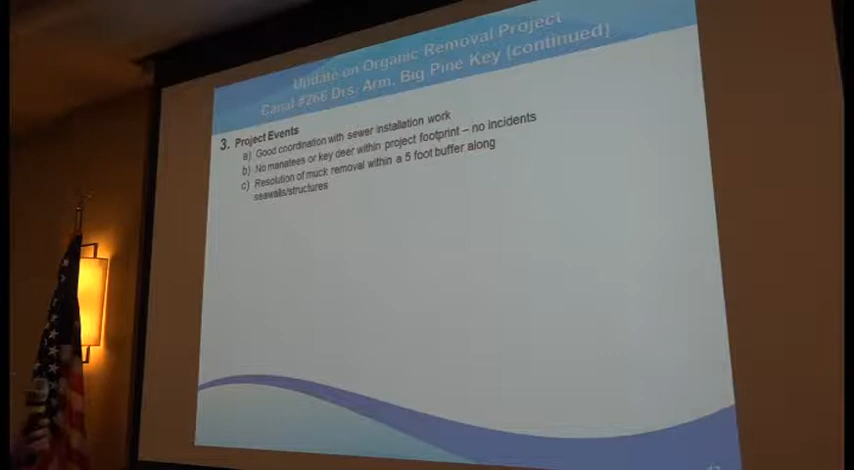 Update on Organic Removal Project
Canal #266 Drs. Arm, Big Pine Key (continued)
3. Project Events
a) Good coordination with sewer installation work
b) No manatees or key deer within project footprint – no incidents
c) Resolution of muck removal within a 5 foot buffer along
seawalls/structures